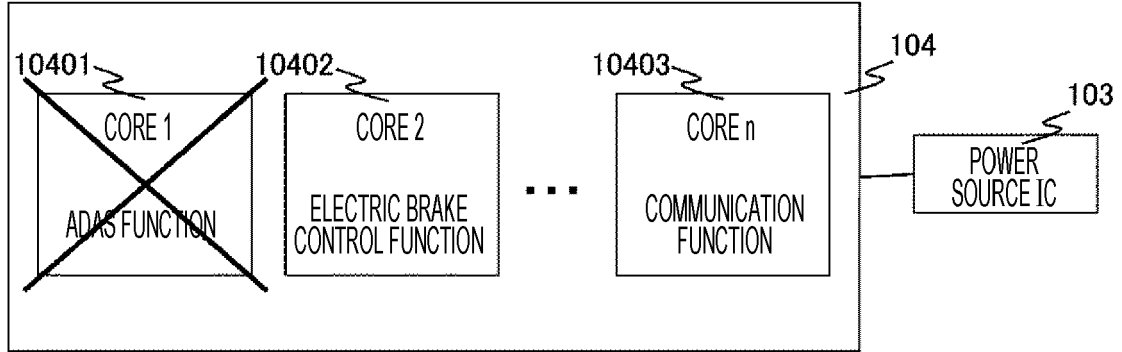 10401
10402
10403
104
103
CORE 1
CORE 2
CORE n
POWER
SOURCE IC
ADAS FUNCTION
ELECTRIC BRAKE
CONTROL FUNCTION
COMMUNICATION
FUNCTION